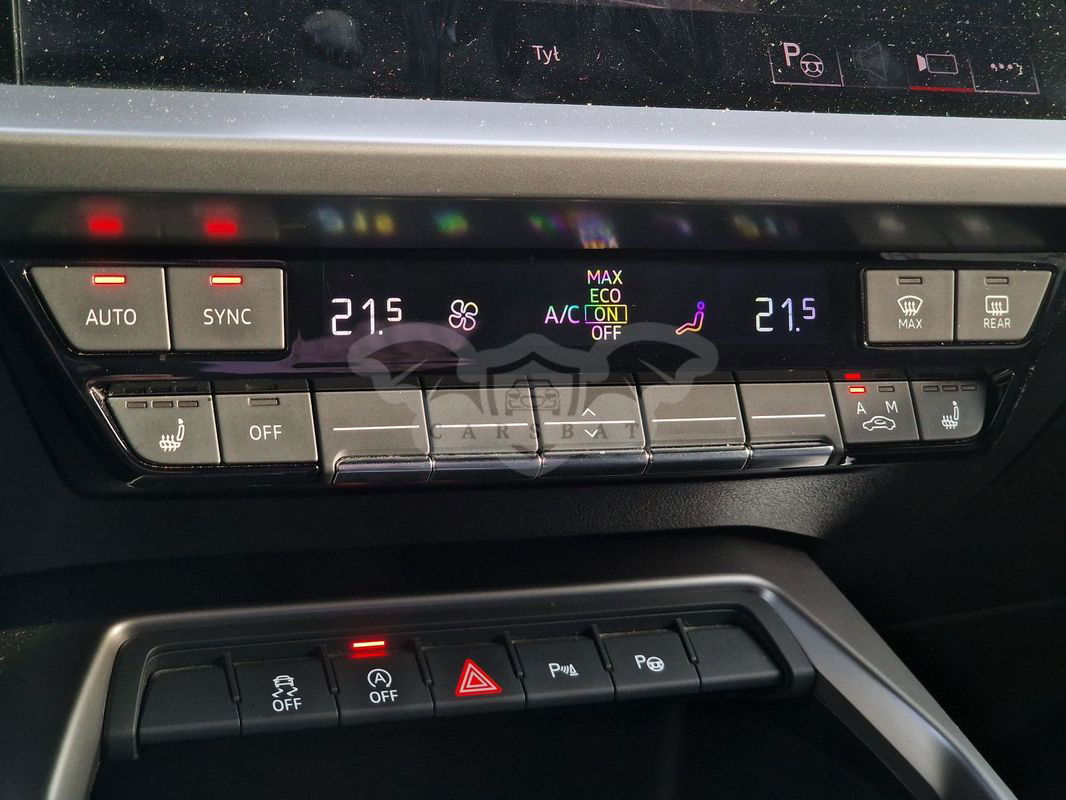 Tył
P
AUTO
SYNC
21.5
MAX
ECO
A/C ON
OFF
21.5
MAX
REAR
OFF
A M
CARSBAT
OFF
A
OFF
P
P